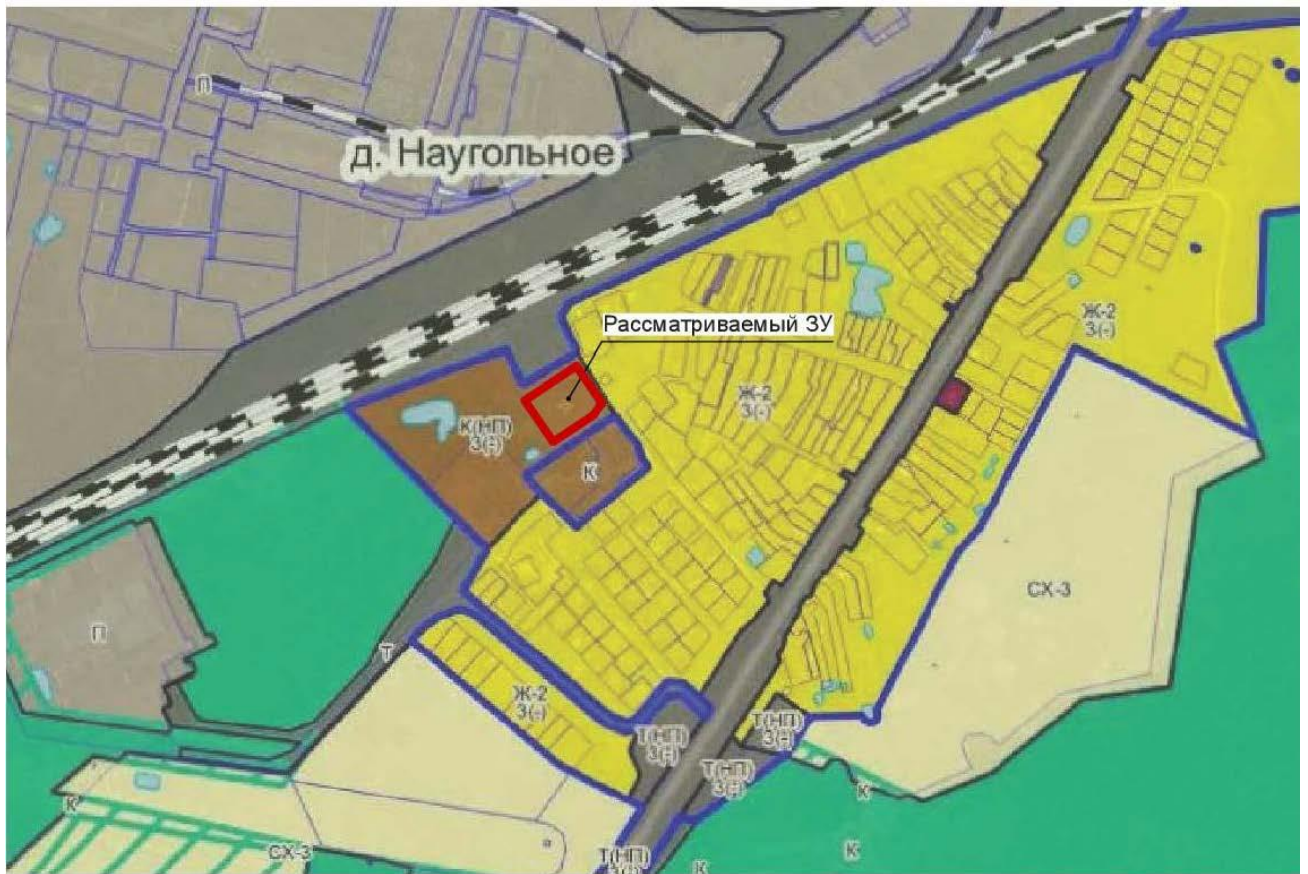 П
д. Наугольное
Рассматриваемый ЗУ
Ж-2
3(-)
Ж-2
3(-)
К(НП)
3(-)
К
СХ-3
П
Т
Ж-2
3(-)
Т(НП)
3(-)
Т(НП)
3(-)
Т(НП)
3(-)
К
К
СХ-3
К
Т(НП)
3(-)
К